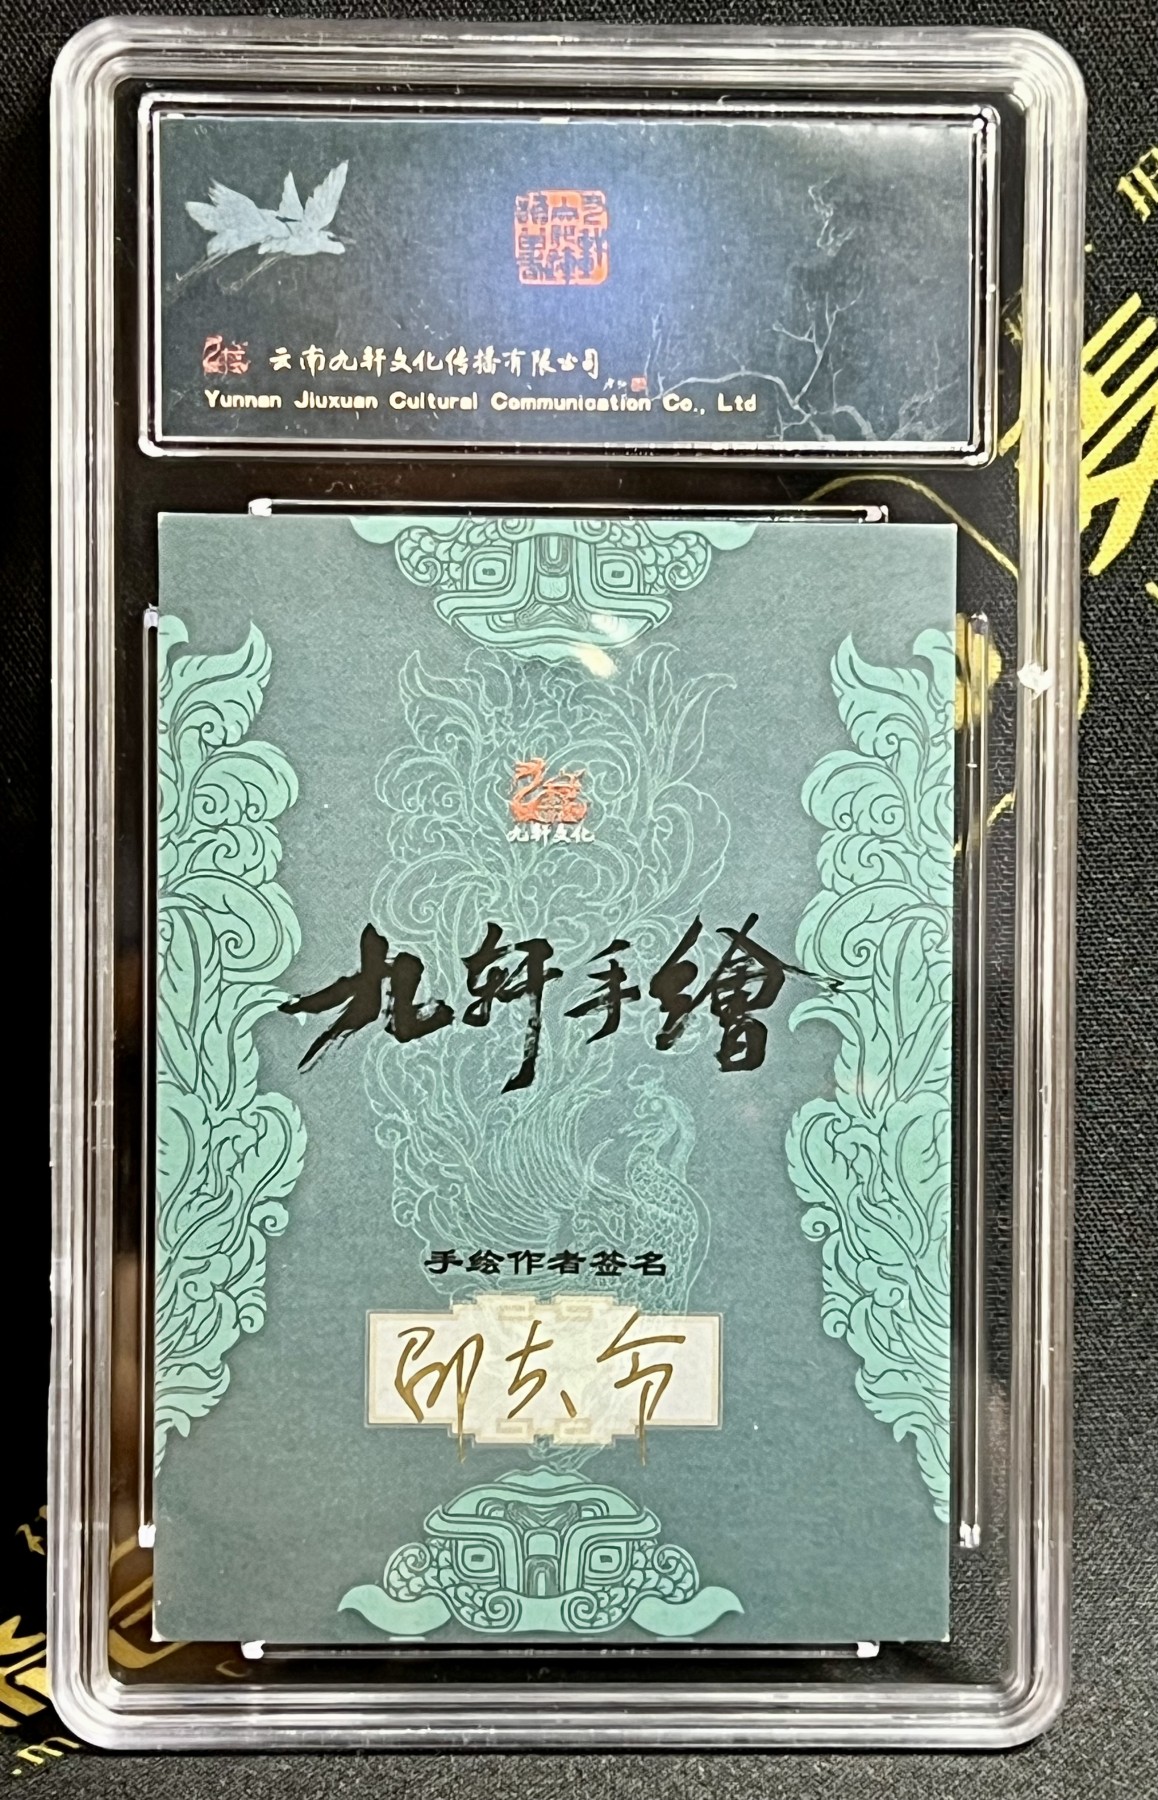 云南九轩文化传播有限公司
Yunnan Jiuxuan Cultural Communication Co., Ltd
九軒文化
九轩手繪
手绘作者签名